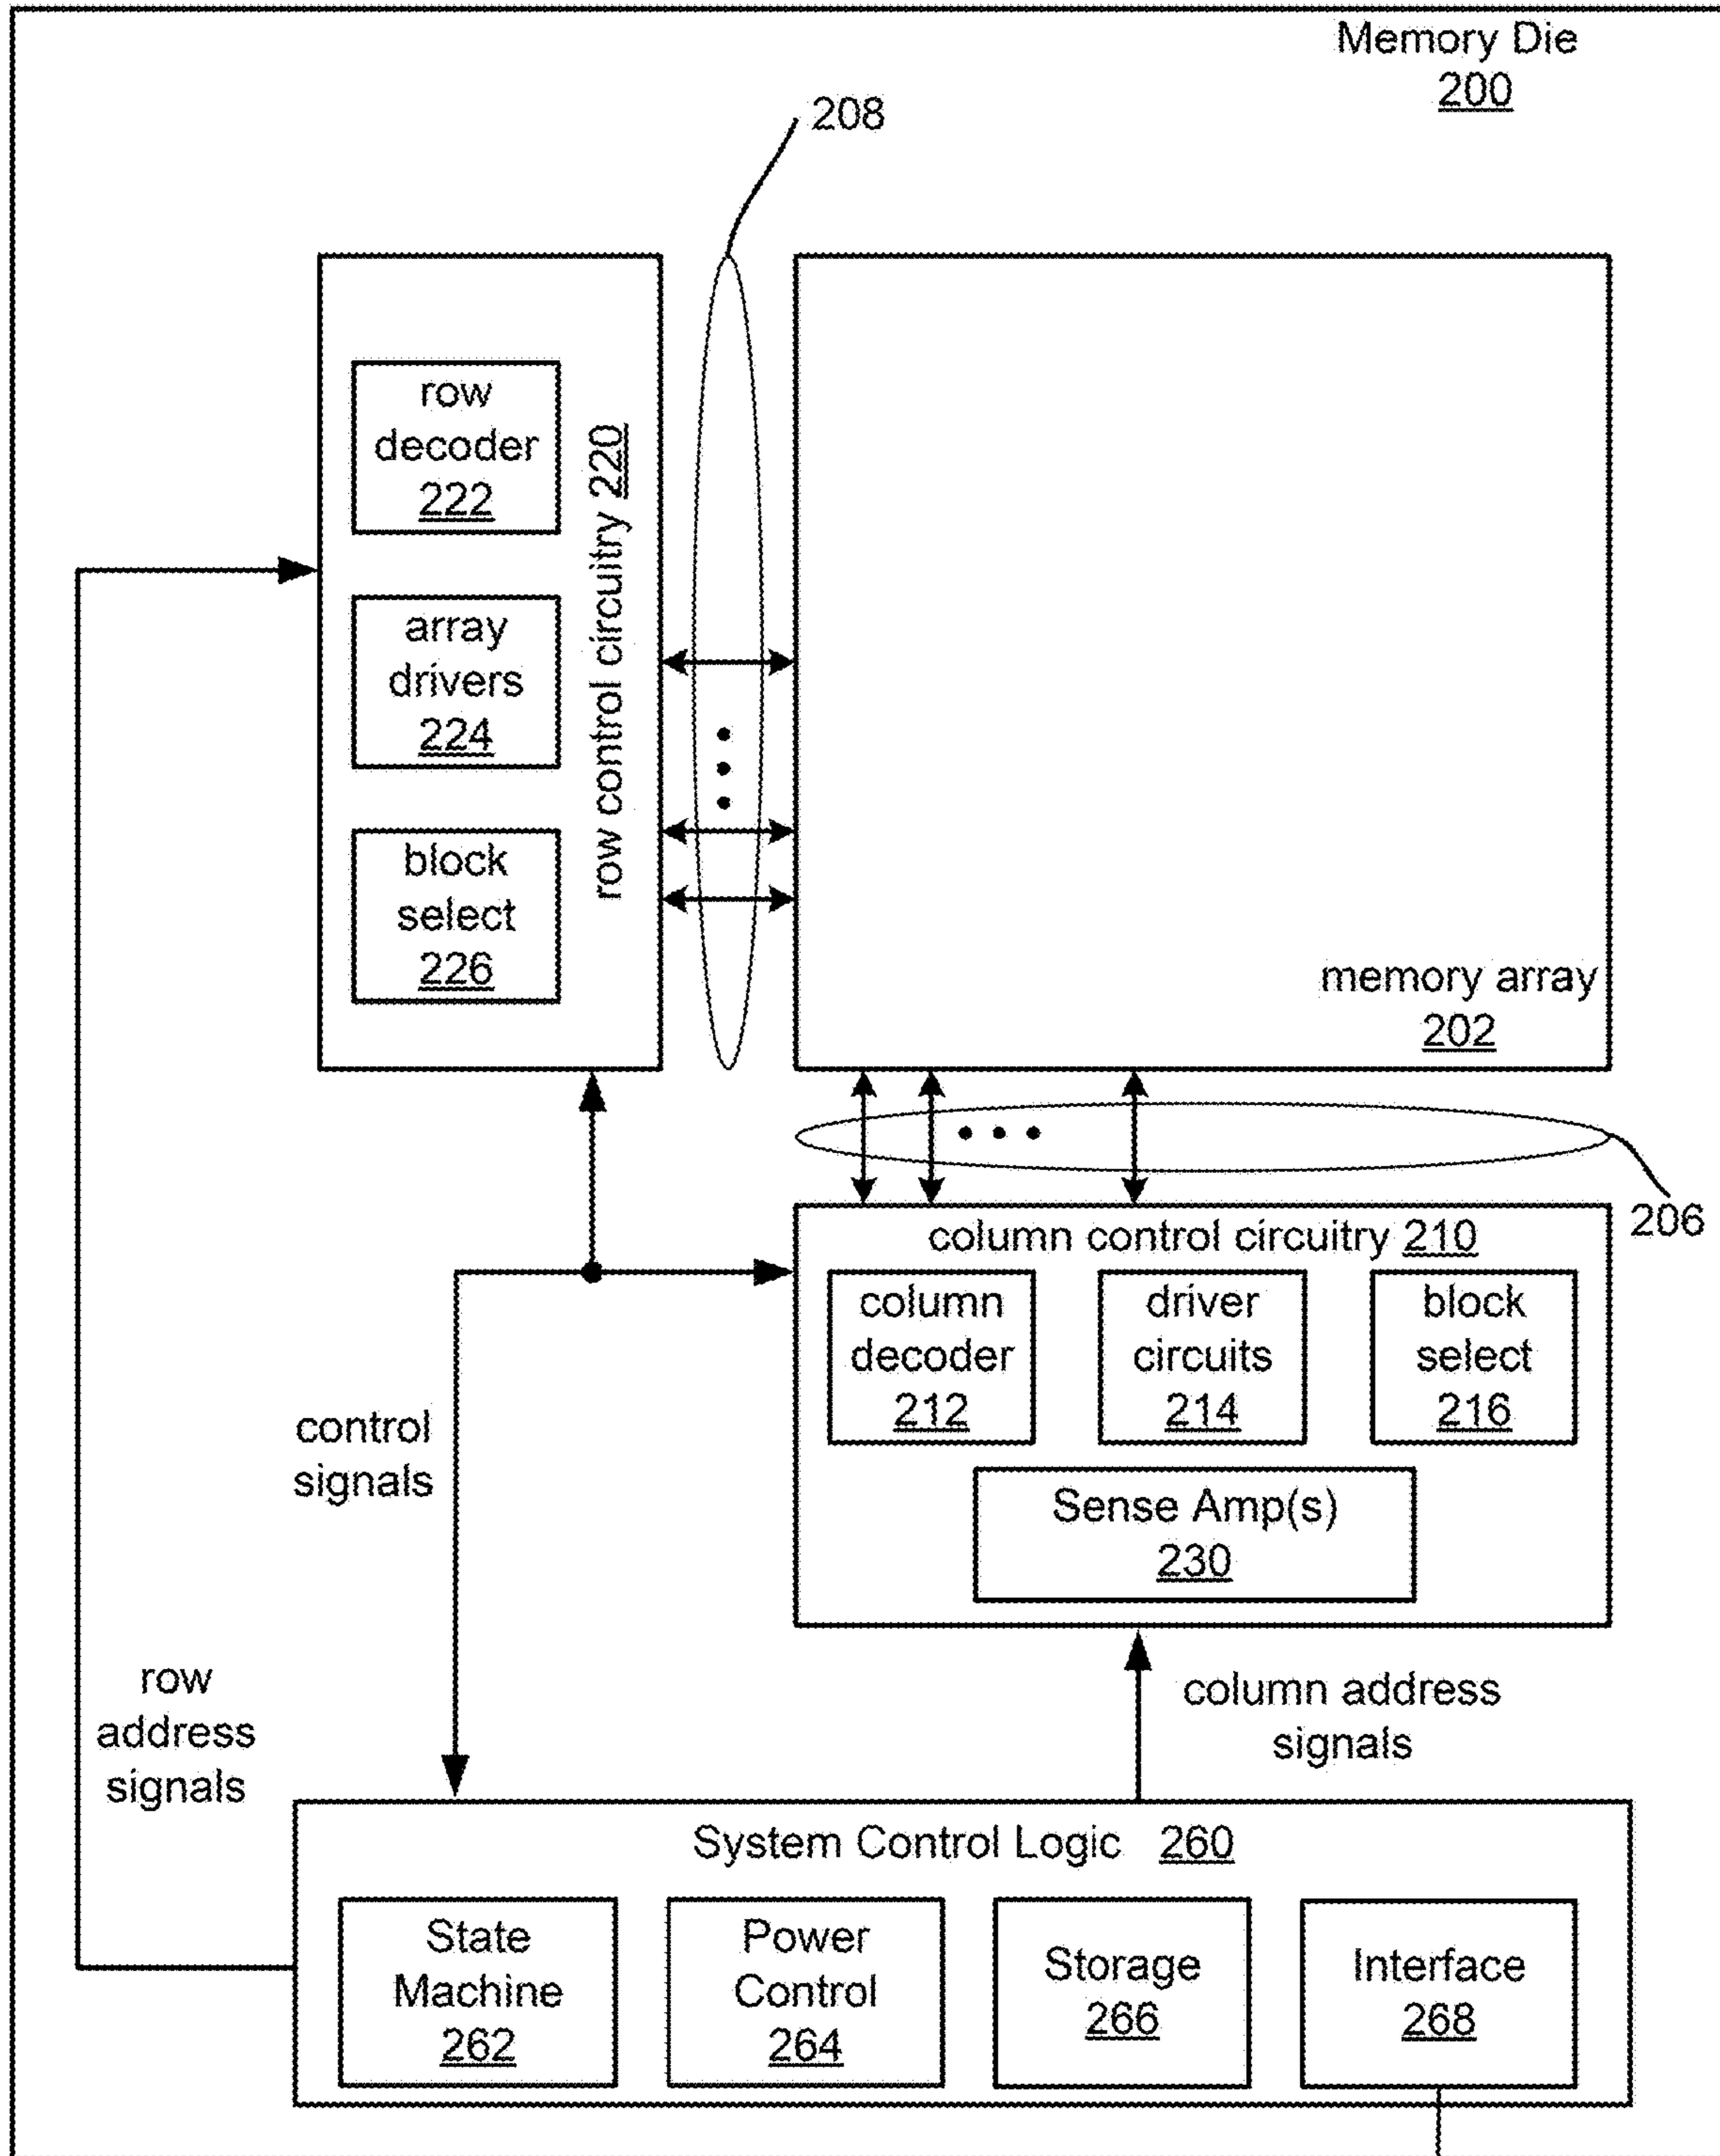 Memory Die
200
208
row
decoder
222
array
drivers
224
block
select
226
row control circuitry 220
memory array
202
206
column control circuitry 210
column
decoder
212
driver
circuits
214
block
select
216
Sense Amp(s)
230
control
signals
row
address
signals
column address
signals
System Control Logic 260
State
Machine
262
Power
Control
264
Storage
266
Interface
268